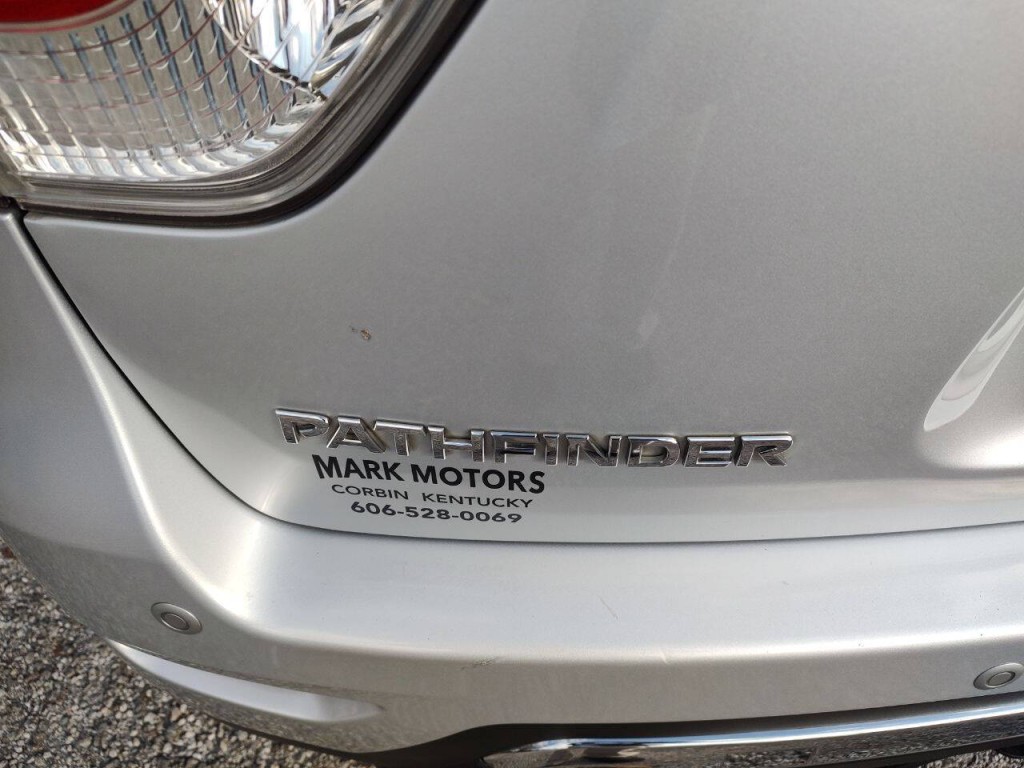 PATHFINDER
MARK MOTORS
CORBIN KENTUCKY
606-528-0069